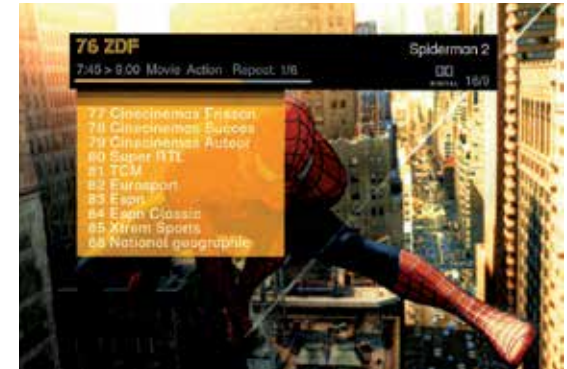 76 ZDF
Spiderman 2
7:45 > 9:00 Movie Action Repeat. 1/6
DIGITAL 16/9
77 Cinecinemas Frisson
78 Cinecinemas Succes
79 Cinecinemas Auteur
80 Super RTL
81 TCM
82 Eurosport
83 Espn
84 Espn Classic
85 Xtrem Sports
86 National geographic